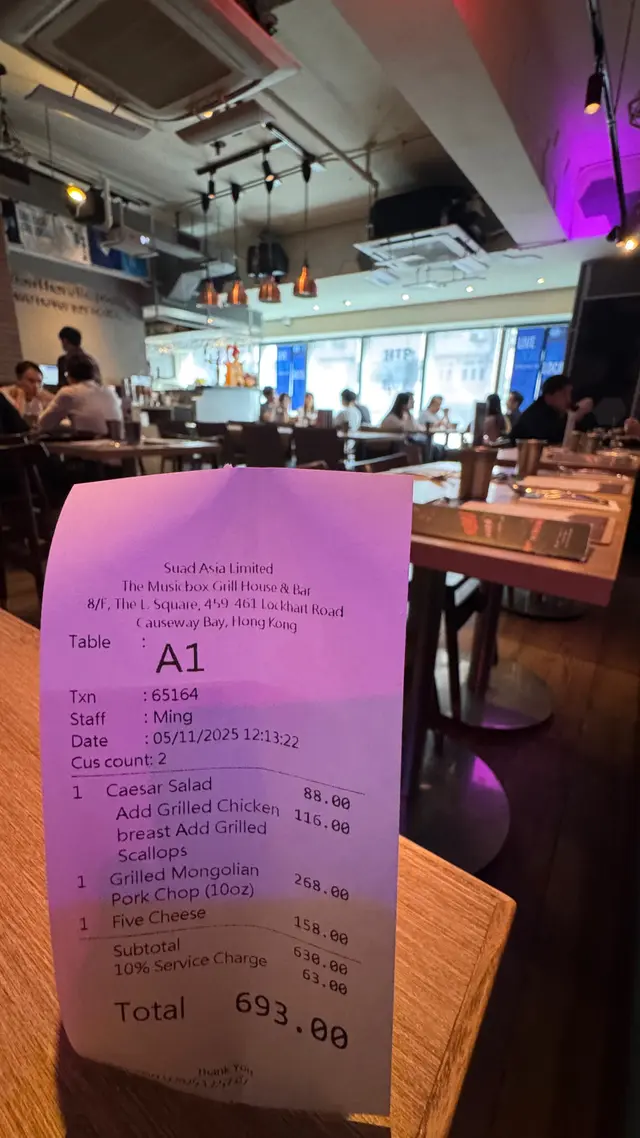 Suad Asia Limited
The Musicbox Grill House & Bar
8/F, The L. Square, 459-461 Lockhart Road
Causeway Bay, Hong Kong
Table : A1
Txn : 65164
Staff : Ming
Date : 05/11/2025 12:13:22
Cus count: 2
1 Caesar Salad 88.00
Add Grilled Chicken 116.00
breast Add Grilled
Scallops
1 Grilled Mongolian 268.00
Pork Chop (10oz)
1 Five Cheese 158.00
Subtotal 630.00
10% Service Charge 63.00
Total 693.00
Thank You
LIVE